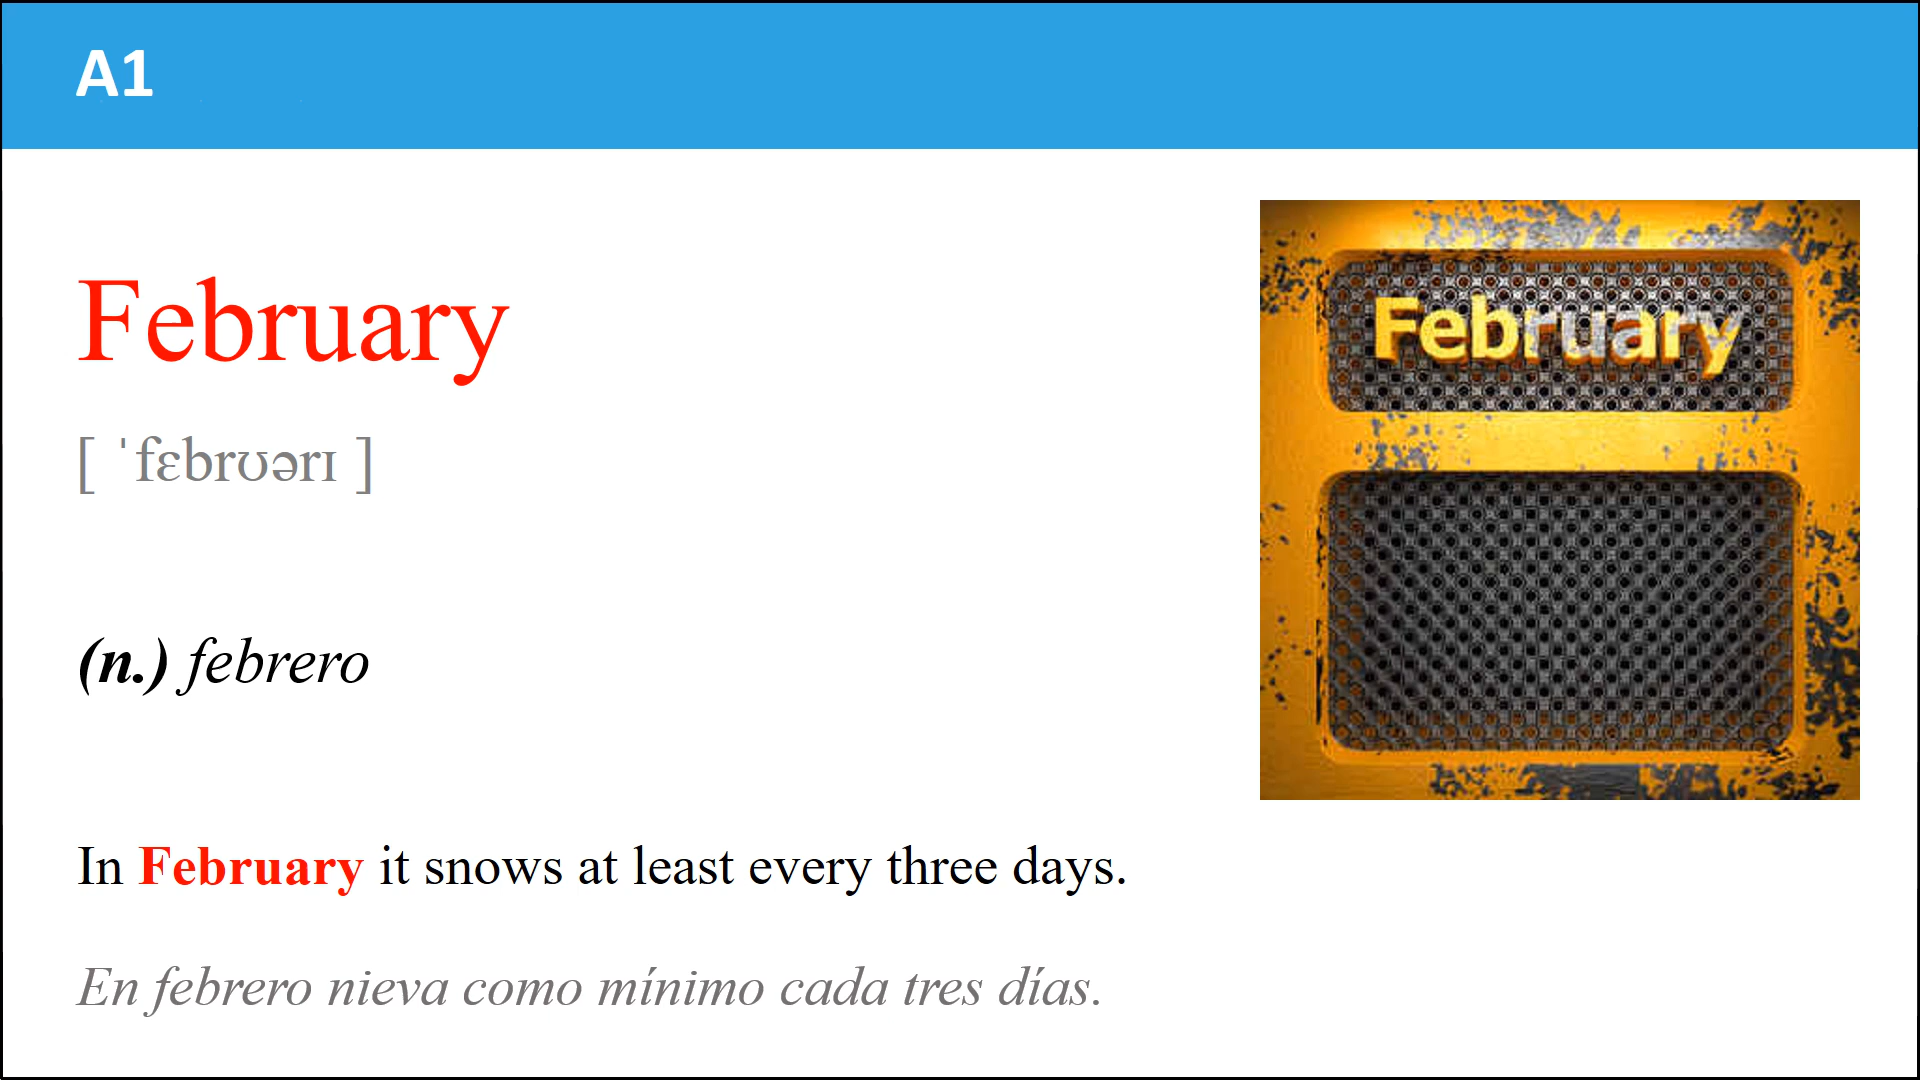 A1
February
February
[ ˈfɛbrʊərɪ ]
(n.) febrero
In February it snows at least every three days.
En febrero nieva como mínimo cada tres días.